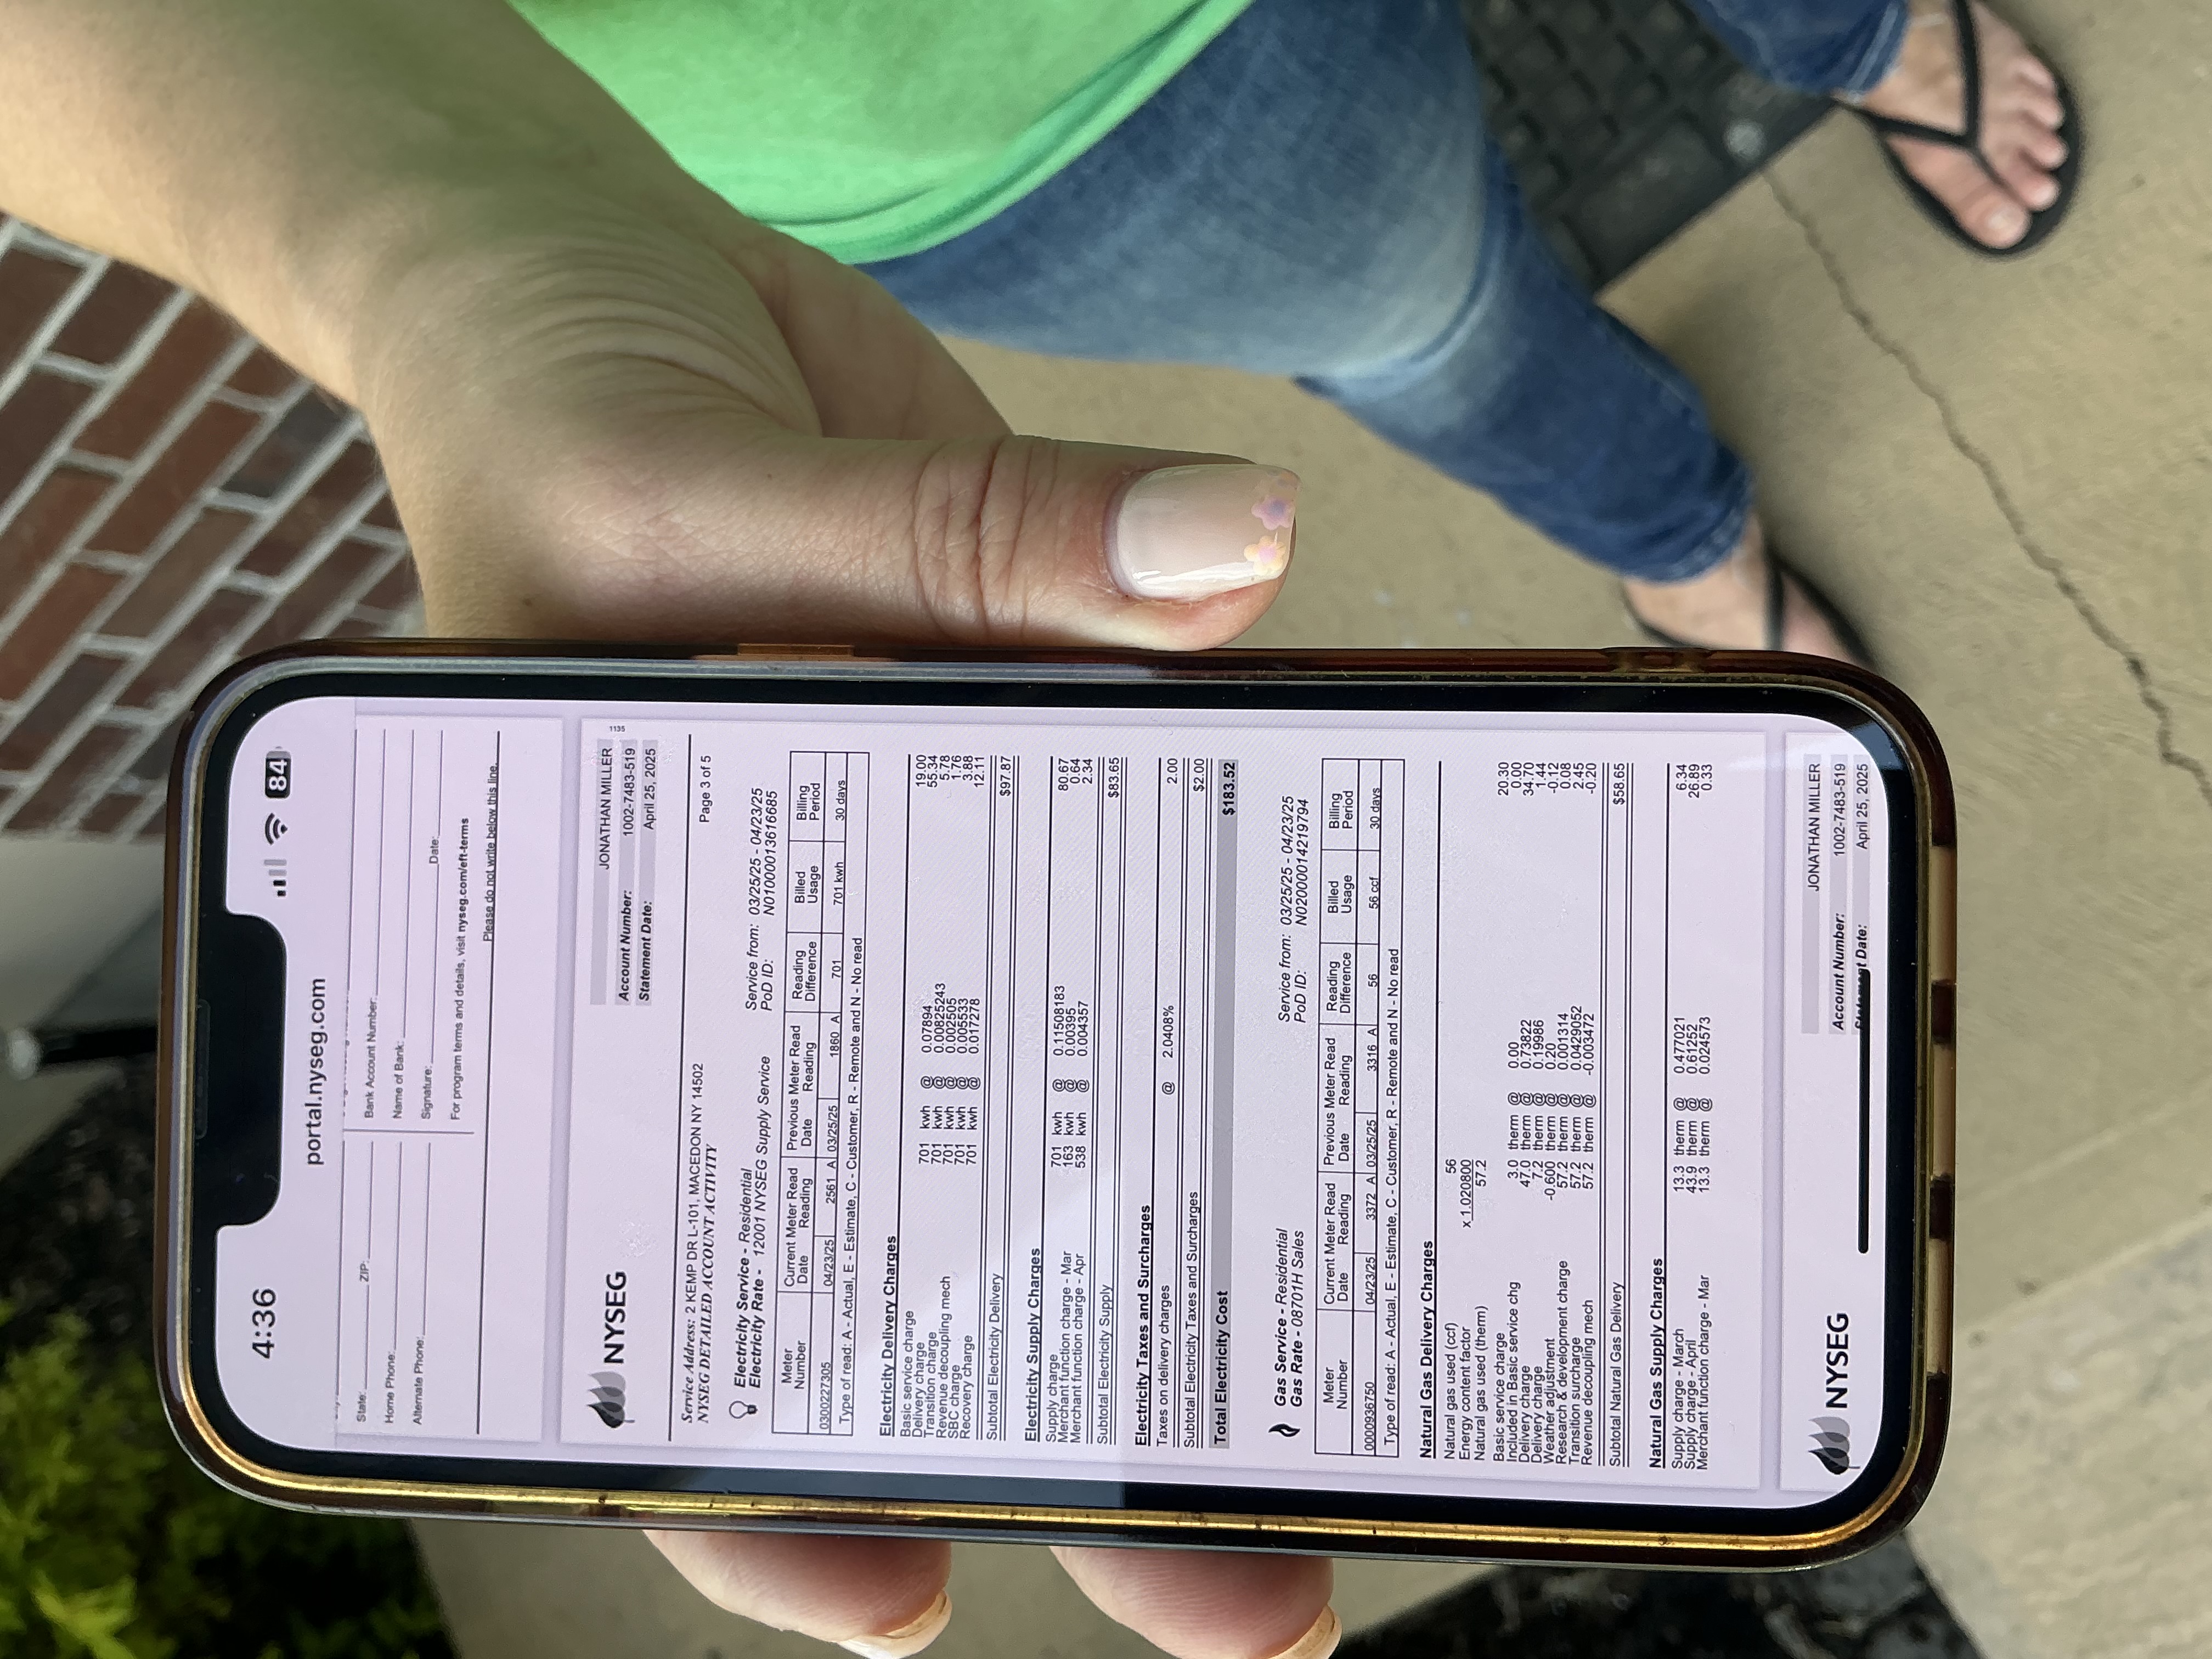 4:36
84
portal.nyseg.com
State: ZIP:
Home Phone:
Alternate Phone:
Bank Account Number:
Name of Bank:
Signature: Date:
For program terms and details, visit nyseg.com/eft-terms
Please do not write below this line.
NYSEG
JONATHAN MILLER
Account Number: 1002-7483-519
Statement Date: April 25, 2025
1135
Service Address: 2 KEMP DR L-101, MACEDON NY 14502
NYSEG DETAILED ACCOUNT ACTIVITY
Page 3 of 5
Electricity Service - Residential
Electricity Rate - 12001 NYSEG Supply Service
Service from: 03/25/25 - 04/23/25
PoD ID: N01000013616685
Meter Number Current Meter Read Date Reading Previous Meter Read Date Reading Reading Difference Billed Usage Billing Period
0300227305 04/23/25 2561 A 03/25/25 1860 A 701 701 kwh 30 days
Type of read: A - Actual, E - Estimate, C - Customer, R - Remote and N - No read
Electricity Delivery Charges
Basic service charge 19.00
Delivery charge 701 kwh @ 0.07894 55.34
Transition charge 701 kwh @ 0.00825243 5.78
Revenue decoupling mech 701 kwh @ 0.002505 1.76
SBC charge 701 kwh @ 0.005533 3.88
Recovery charge 701 kwh @ 0.017278 12.11
Subtotal Electricity Delivery $97.87
Electricity Supply Charges
Supply charge 701 kwh @ 0.11508183 80.67
Merchant function charge - Mar 163 kwh @ 0.00395 0.64
Merchant function charge - Apr 538 kwh @ 0.004357 2.34
Subtotal Electricity Supply $83.65
Electricity Taxes and Surcharges
Taxes on delivery charges @ 2.0408% 2.00
Subtotal Electricity Taxes and Surcharges $2.00
Total Electricity Cost $183.52
Gas Service - Residential
Gas Rate - 08701H Sales
Service from: 03/25/25 - 04/23/25
PoD ID: N02000014219794
Meter Number Current Meter Read Date Reading Previous Meter Read Date Reading Reading Difference Billed Usage Billing Period
0000936750 04/23/25 3372 A 03/25/25 3316 A 56 56 ccf 30 days
Type of read: A - Actual, E - Estimate, C - Customer, R - Remote and N - No read
Natural Gas Delivery Charges
Natural gas used (ccf) 56
Energy content factor x 1.020800
Natural gas used (therm) 57.2
Basic service charge 20.30
Included in Basic service chg 3.0 therm @ 0.00 0.00
Delivery charge 47.0 therm @ 0.73822 34.70
Delivery charge 7.2 therm @ 0.19986 1.44
Weather adjustment -0.600 therm @ 0.20 -0.12
Research & development charge 57.2 therm @ 0.001314 0.08
Transition surcharge 57.2 therm @ 0.0429052 2.45
Revenue decoupling mech 57.2 therm @ -0.003472 -0.20
Subtotal Natural Gas Delivery $58.65
Natural Gas Supply Charges
Supply charge - March 13.3 therm @ 0.477021 6.34
Supply charge - April 43.9 therm @ 0.61252 26.89
Merchant function charge - Mar 13.3 therm @ 0.024573 0.33
NYSEG
JONATHAN MILLER
Account Number: 1002-7483-519
Statement Date: April 25, 2025